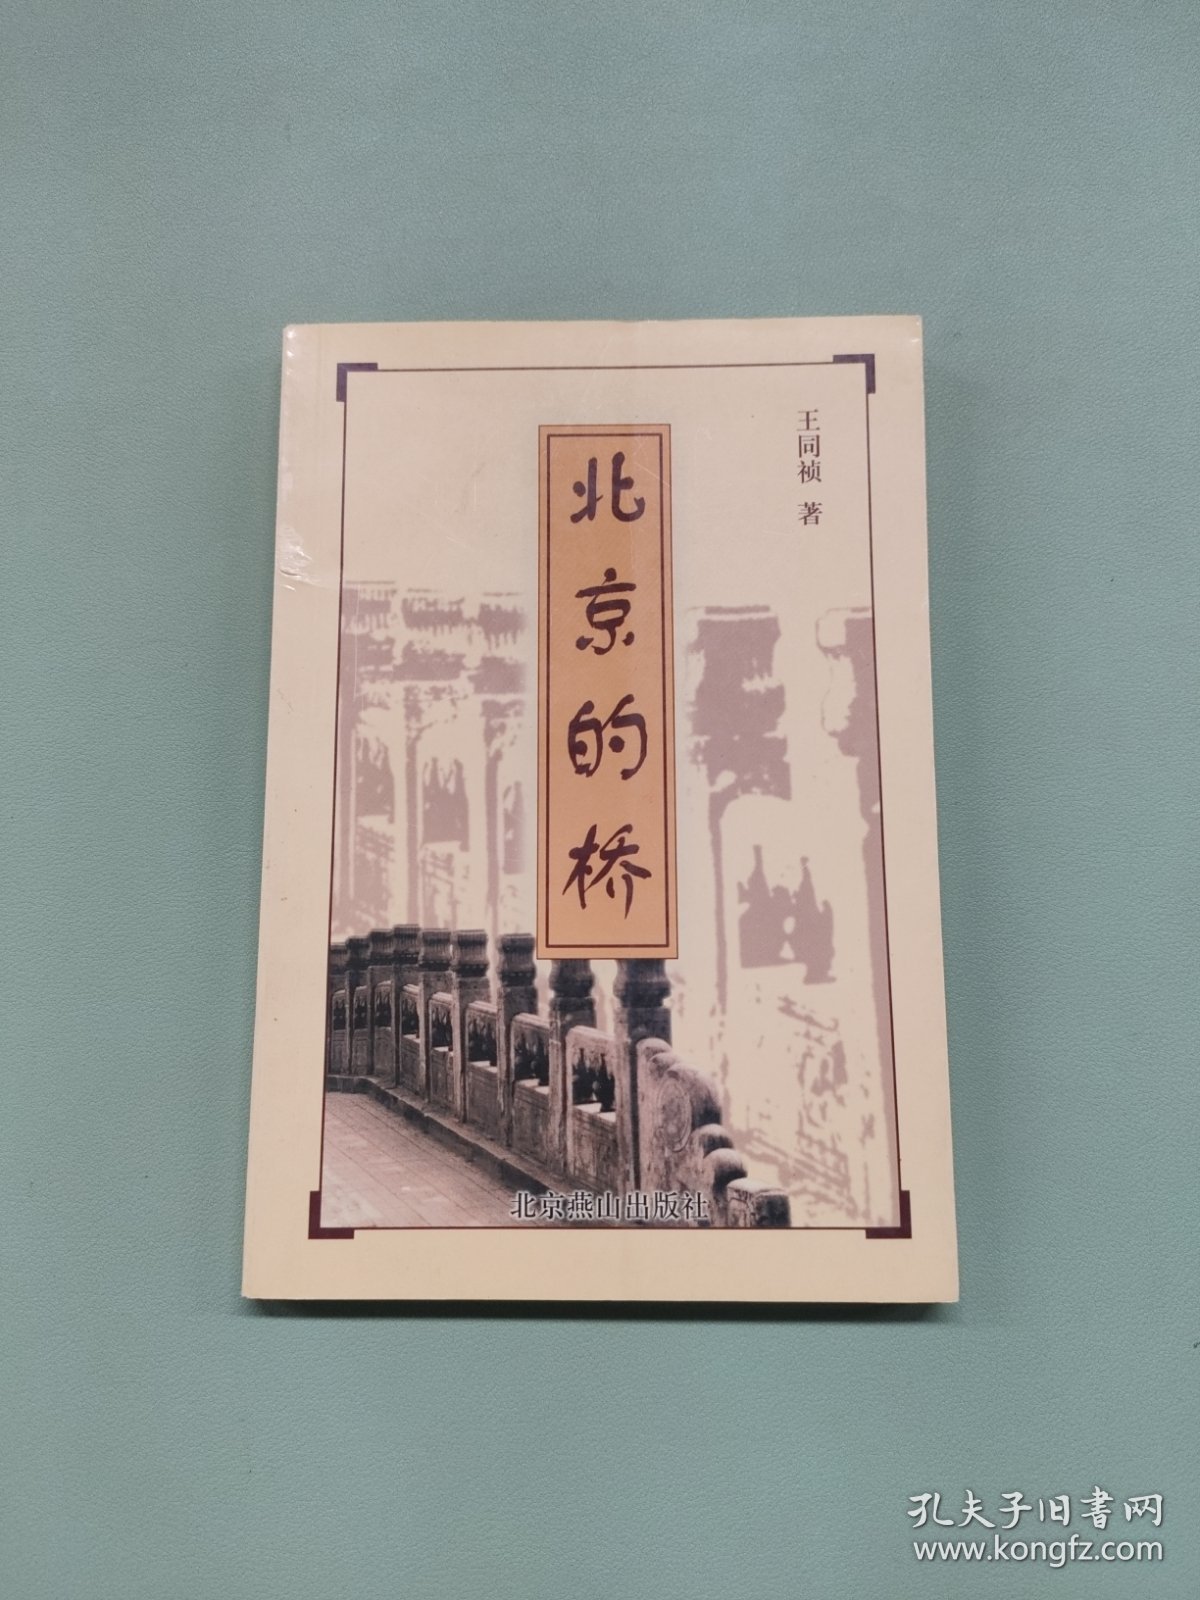 王同祯 著
北京的桥
北京燕山出版社
孔夫子旧书网
www.kongfz.com